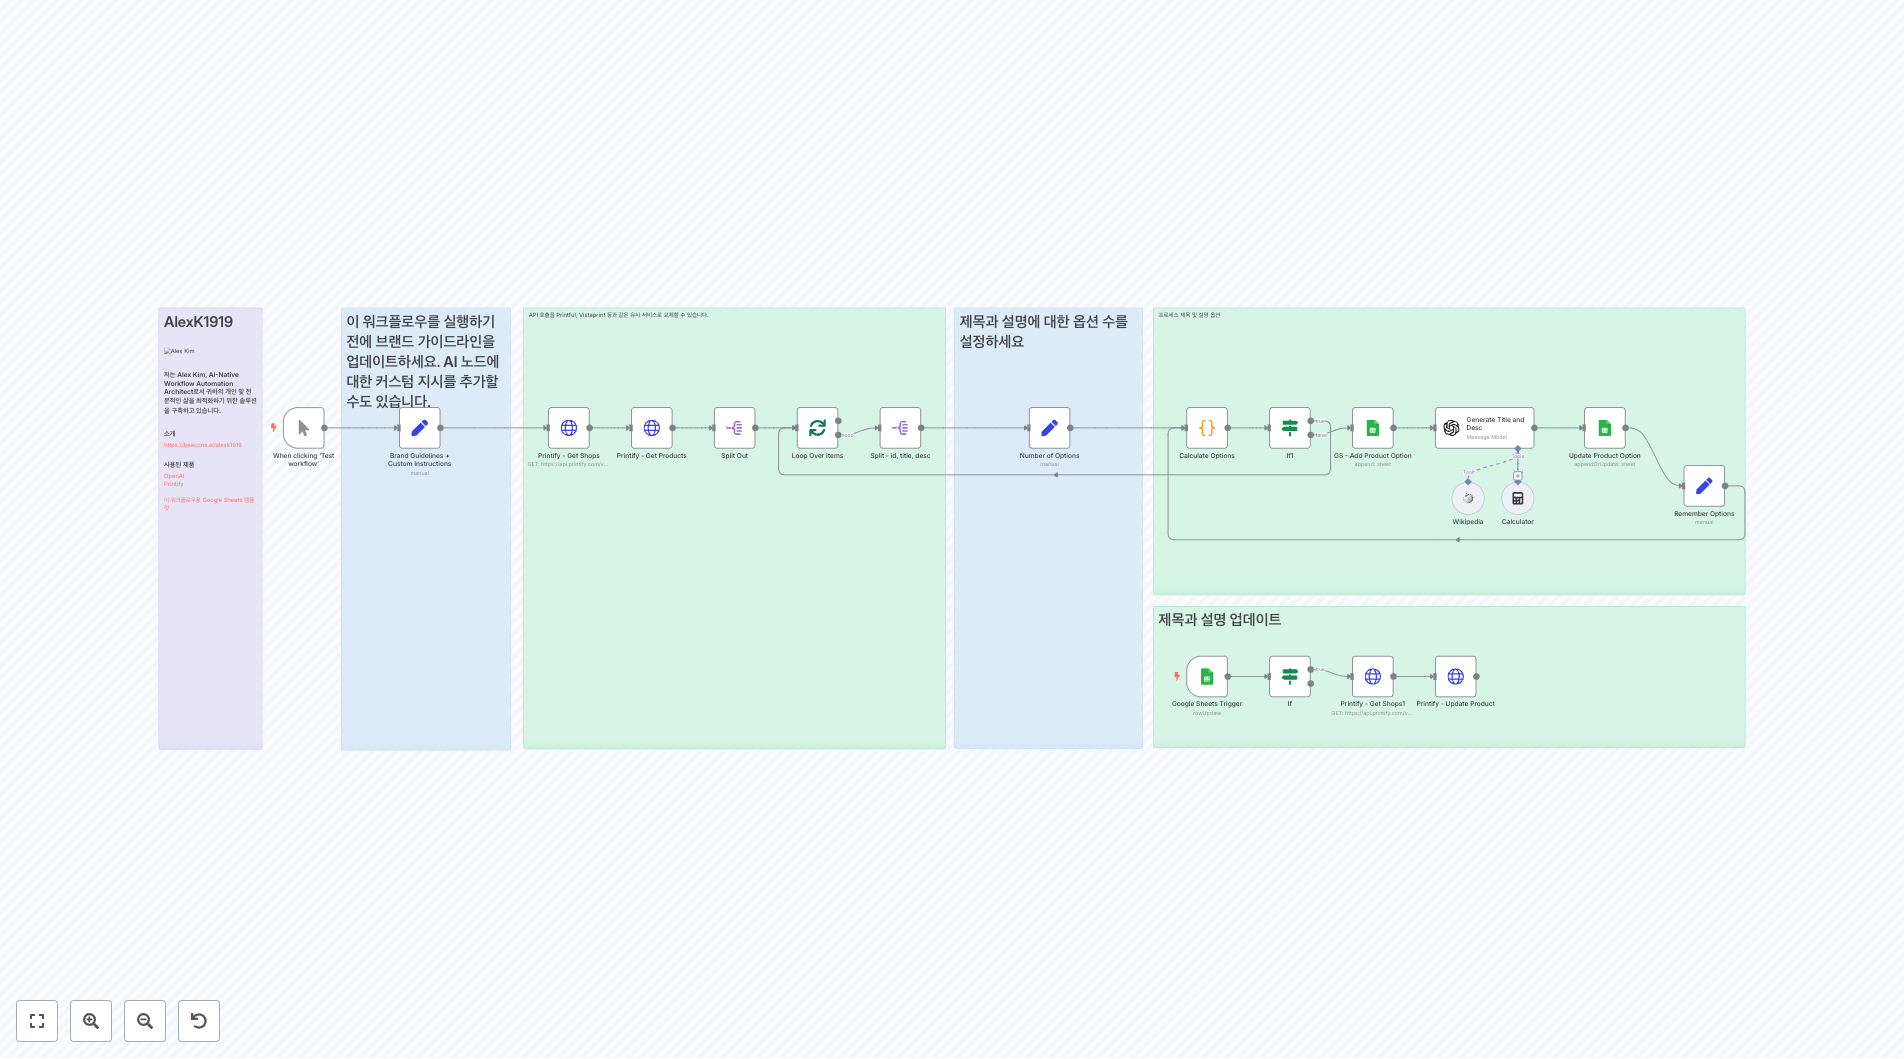 AlexK1919
Alex Kim
저는 Alex Kim, AI-Native
Workflow Automation
Architect로서 귀하의 개인 및 전
문적인 삶을 최적화하기 위한 솔루션
을 구축하고 있습니다.
소개
https://beacons.ai/alexk1919
사용된 제품
OpenAI
Printify
이 워크플로우용 Google Sheets 템플
릿
When clicking 'Test
workflow'
이 워크플로우를 실행하기
전에 브랜드 가이드라인을
업데이트하세요. AI 노드에
대한 커스텀 지시를 추가할
수도 있습니다.
Brand Guidelines +
Custom Instructions
manual
API 호출을 Printful, Vistaprint 등과 같은 유사 서비스로 교체할 수 있습니다.
Printify - Get Shops
GET: https://api.printify.com/v...
Printify - Get Products
Split Out
Loop Over Items
loop
Split - id, title, desc
제목과 설명에 대한 옵션 수를
설정하세요
Number of Options
manual
프로세스 제목 및 설명 옵션
Calculate Options
If1
true
false
GS - Add Product Option
append: sheet
Generate Title and
Desc
Message Model
Tools
Tool
Wikipedia
Calculator
Update Product Option
appendOrUpdate: sheet
Remember Options
manual
제목과 설명 업데이트
Google Sheets Trigger
rowUpdate
If
true
Printify - Get Shops1
GET: https://api.printify.com/v...
Printify - Update Product